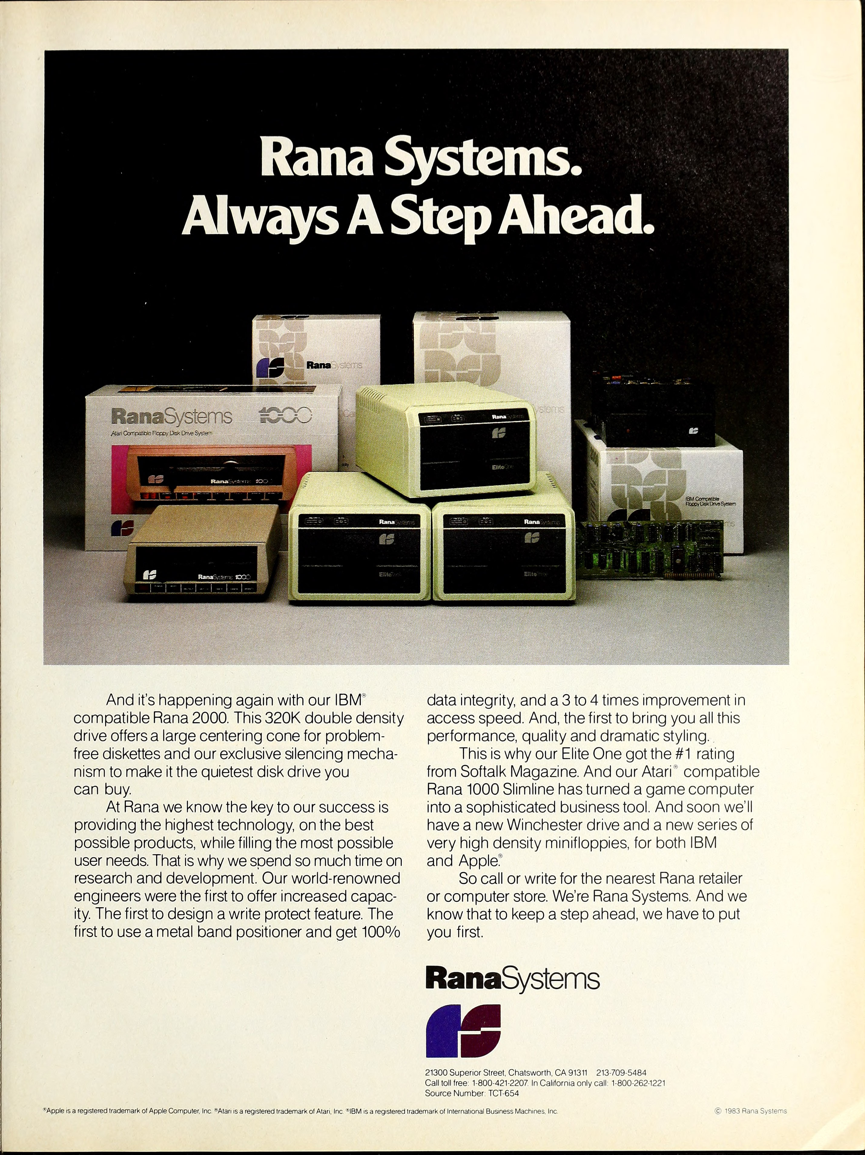 Rana Systems.
Always A Step Ahead.
RanaSystems
RanaSystems 1000
Atari Compatible Floppy Disk Drive System
RanaSystems 1000
RanaSystems 1000
RanaSystems
Elite
RanaSystems
Elite
RanaSystems
Elite
IBM Compatible
Floppy Disk Drive System
And it's happening again with our IBM®
compatible Rana 2000. This 320K double density
drive offers a large centering cone for problem-
free diskettes and our exclusive silencing mecha-
nism to make it the quietest disk drive you
can buy.
At Rana we know the key to our success is
providing the highest technology, on the best
possible products, while filling the most possible
user needs. That is why we spend so much time on
research and development. Our world-renowned
engineers were the first to offer increased capac-
ity. The first to design a write protect feature. The
first to use a metal band positioner and get 100%
data integrity, and a 3 to 4 times improvement in
access speed. And, the first to bring you all this
performance, quality and dramatic styling.
This is why our Elite One got the #1 rating
from Softalk Magazine. And our Atari® compatible
Rana 1000 Slimline has turned a game computer
into a sophisticated business tool. And soon we'll
have a new Winchester drive and a new series of
very high density minifloppies, for both IBM
and Apple.®
So call or write for the nearest Rana retailer
or computer store. We're Rana Systems. And we
know that to keep a step ahead, we have to put
you first.
RanaSystems
21300 Superior Street, Chatsworth, CA 91311 213-709-5484
Call toll free: 1-800-421-2207. In California only call: 1-800-262-1221
Source Number: TCT-654
®Apple is a registered trademark of Apple Computer, Inc. ®Atari is a registered trademark of Atari, Inc. ®IBM is a registered trademark of International Business Machines, Inc.
© 1983 Rana Systems